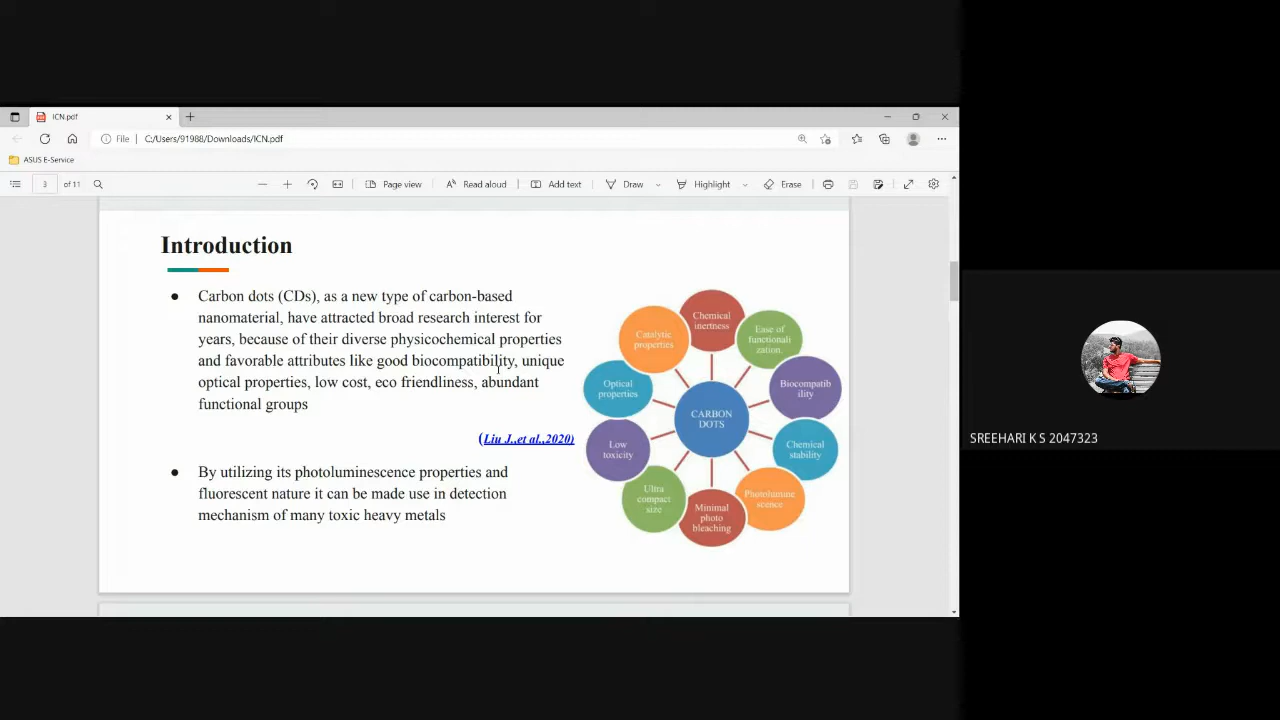 ICN.pdf
File
C:/Users/91988/Downloads/ICN.pdf
ASUS E-Service
3 of 11
Page view
Read aloud
Add text
Draw
Highlight
Erase
Introduction
● Carbon dots (CDs), as a new type of carbon-based
nanomaterial, have attracted broad research interest for
years, because of their diverse physicochemical properties
and favorable attributes like good biocompatibility, unique
optical properties, low cost, eco friendliness, abundant
functional groups
(Liu J.,et al.,2020)
● By utilizing its photoluminescence properties and
fluorescent nature it can be made use in detection
mechanism of many toxic heavy metals
CARBON
DOTS
Chemical
inertness
Ease of
functionali
zation.
Biocompatib
ility
Chemical
stability
Photolumine
scence
Minimal
photo
bleaching
Ultra
compact
size
Low
toxicity
Optical
properties
Catalytic
properties
SREEHARI K S 2047323